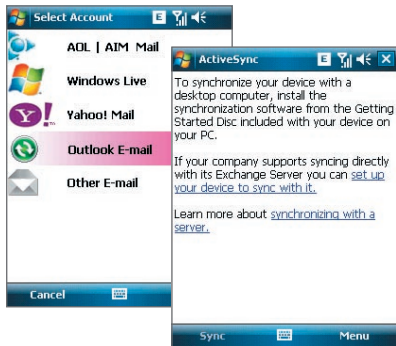 Select Account
E
AOL | AIM Mail
Windows Live
Y!
Yahoo! Mail
Outlook E-mail
Other E-mail
Cancel
ActiveSync
E
To synchronize your device with a
desktop computer, install the
synchronization software from the Getting
Started Disc included with your device on
your PC.
If your company supports syncing directly
with its Exchange Server you can set up
your device to sync with it.
Learn more about synchronizing with a
server.
Sync
Menu